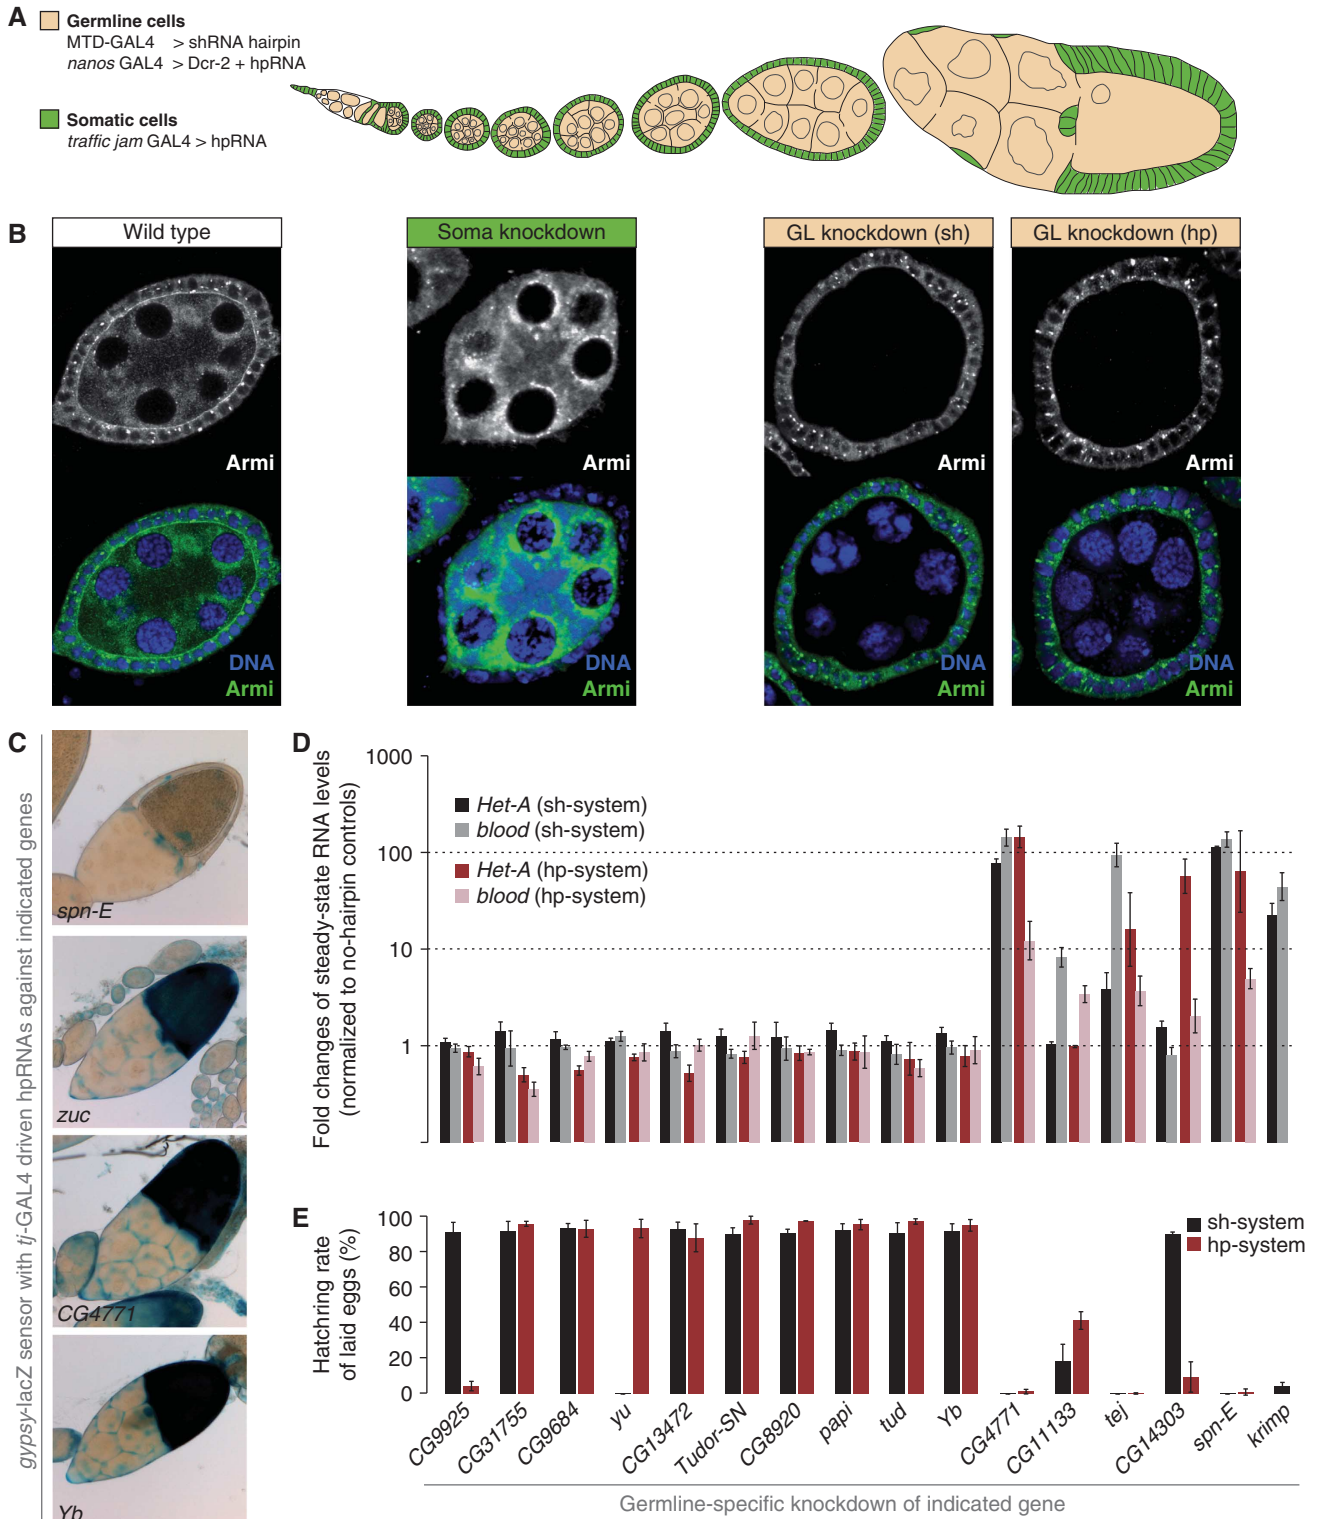 A
Germline cells
MTD-GAL4 > shRNA hairpin
nanos GAL4 > Dcr-2 + hpRNA
Somatic cells
traffic jam GAL4 > hpRNA
B
Wild type
Soma knockdown
GL knockdown (sh)
GL knockdown (hp)
Armi
Armi
Armi
Armi
DNA
Armi
DNA
Armi
DNA
Armi
DNA
Armi
C
gypsy-lacZ sensor with tj-GAL4 driven hpRNAs against indicated genes
spn-E
zuc
CG4771
Yb
D
Fold changes of steady-state RNA levels
(normalized to no-hairpin controls)
1000
100
10
1
Het-A (sh-system)
blood (sh-system)
Het-A (hp-system)
blood (hp-system)
E
Hatchring rate
of laid eggs (%)
100
80
60
40
20
0
sh-system
hp-system
CG9925
CG31755
CG9684
yu
CG13472
Tudor-SN
CG8920
papi
tud
Yb
CG4771
CG11133
tej
CG14303
spn-E
krimp
Germline-specific knockdown of indicated gene